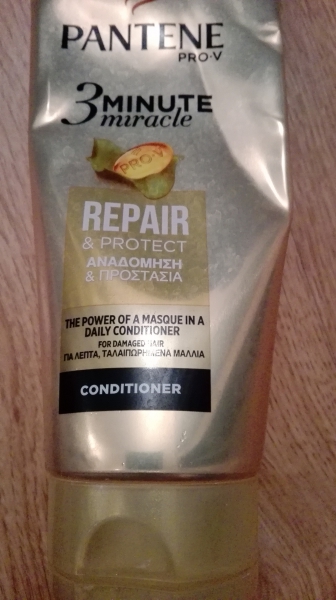 PANTENE
PRO-V
3 MINUTE
miracle
PRO-V
REPAIR
& PROTECT
ΑΝΑΔΟΜΗΣΗ
& ΠΡΟΣΤΑΣΙΑ
THE POWER OF A MASQUE IN A
DAILY CONDITIONER
FOR DAMAGED HAIR
ΓΙΑ ΛΕΠΤΑ, ΤΑΛΑΙΠΩΡΗΜΕΝΑ ΜΑΛΛΙΑ
CONDITIONER